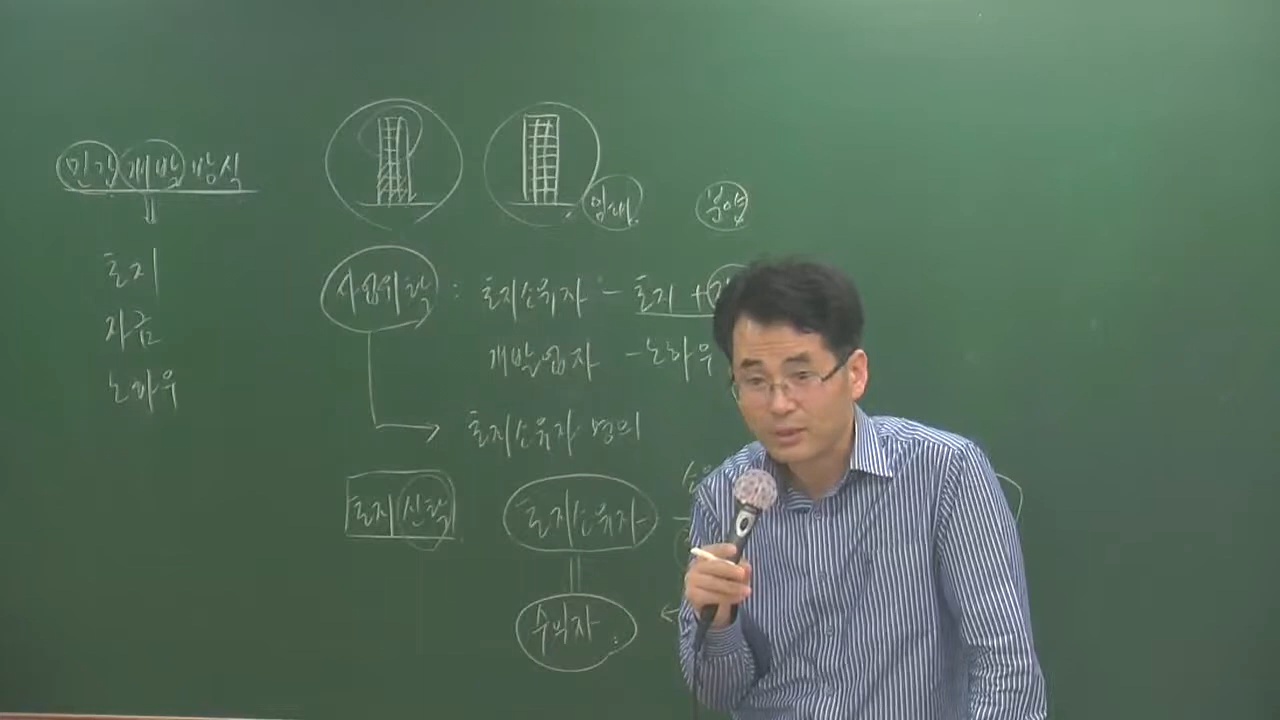 민간개발방식
토지
자금
노하우
임대
분양
사업위탁 : 토지소유자 - 토지 +
개발업자 - 노하우
토지소유자 명의
토지신탁
토지소유자
수익자